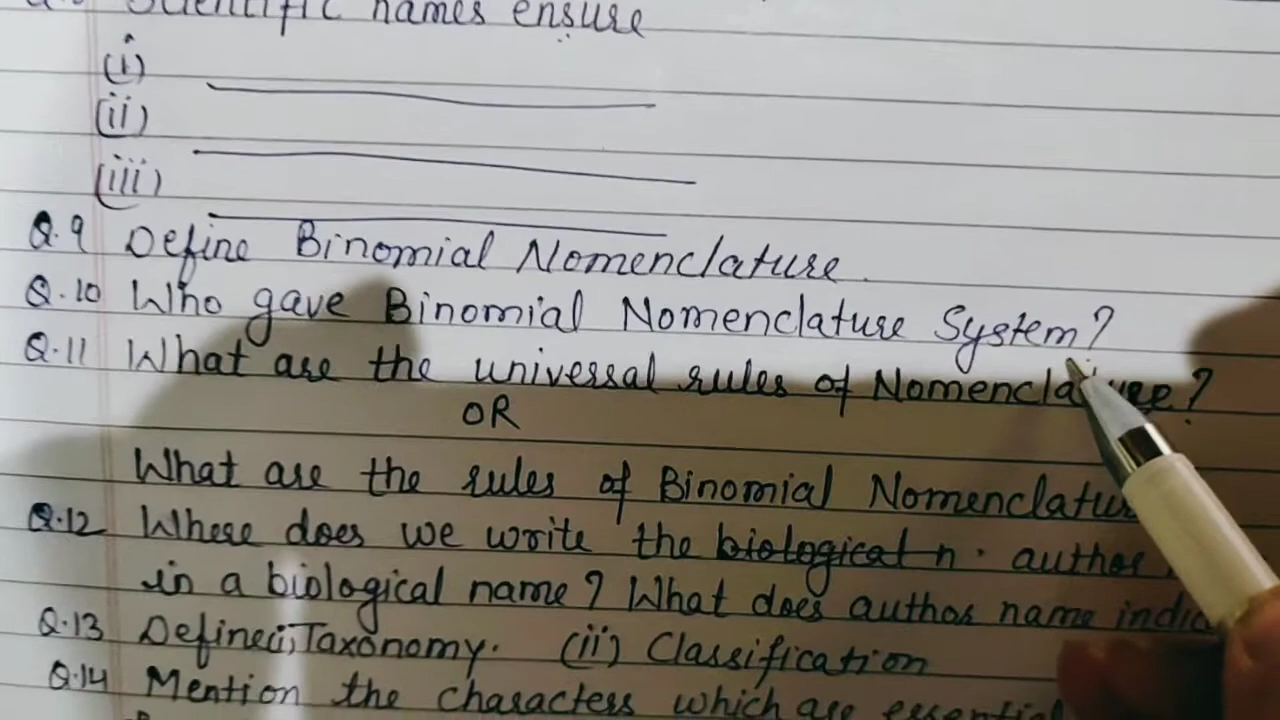 Scientific names ensure
(i)
(ii)
(iii)
Q.9 Define Binomial Nomenclature.
Q.10 Who gave Binomial Nomenclature System?
Q.11 What are the universal rules of Nomenclature?
OR
What are the rules of Binomial Nomenclatu
Q.12 Where does we write the biological n. author
in a biological name? What does author name indic
Q.13 Define(i) Taxonomy. (ii) Classification
Q.14 Mention the characters which are essential